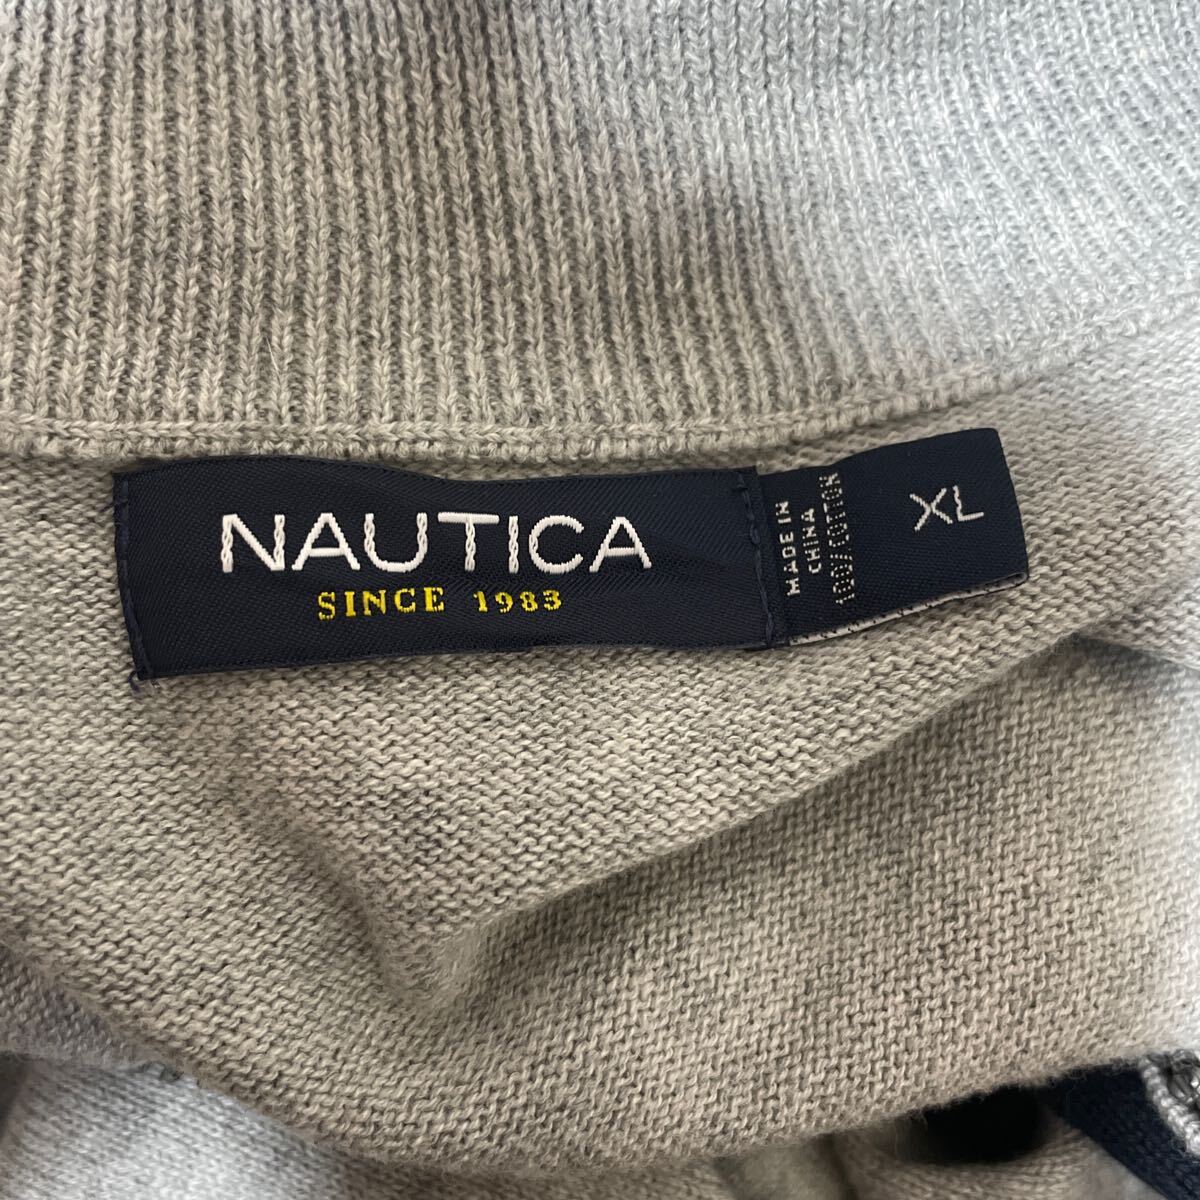 NAUTICA
SINCE 1983
MADE IN
CHINA
100% COTTON
XL